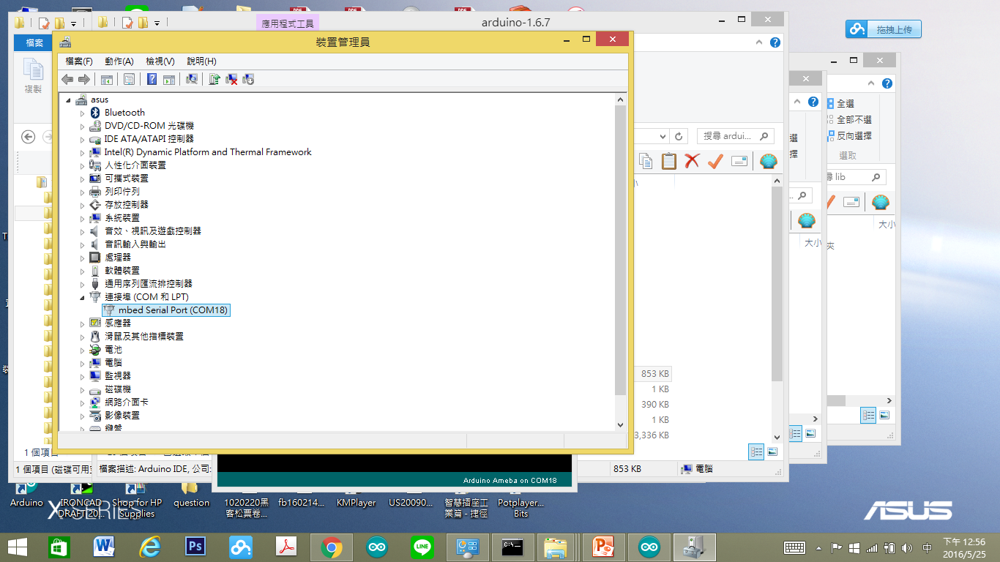 應用程式工具
arduino-1.6.7
拖拽上传
檔案
裝置管理員
檔案(F) 動作(A) 檢視(V) 說明(H)
複製
asus
Bluetooth
DVD/CD-ROM 光碟機
IDE ATA/ATAPI 控制器
Intel(R) Dynamic Platform and Thermal Framework
人性化介面裝置
可攜式裝置
列印佇列
存放控制器
系統裝置
音效、視訊及遊戲控制器
音訊輸入與輸出
處理器
軟體裝置
通用序列匯流排控制器
連接埠 (COM 和 LPT)
mbed Serial Port (COM18)
感應器
滑鼠及其他指標裝置
電池
電腦
監視器
磁碟機
網路介面卡
影像裝置
鍵盤
搜尋 ardui...
全選
全部不選
反向選擇
選取
選
擇
lib
大小
大小
夾
853 KB
1 KB
390 KB
1 KB
3,336 KB
1 個項
1 個項目 (磁碟可用
檔案描述: Arduino IDE, 公司:
853 KB
電腦
Arduino Ameba on COM18
Arduino
IRONCAD DRAFT 20...
Shop for HP Supplies
question
1020220黑客松票卷...
fb160214...
KMPlayer
US20090...
智慧插座工業篇 - 捷徑
Potplayer... Bits
X SERIES
ASUS
中
下午 12:56
2016/5/25